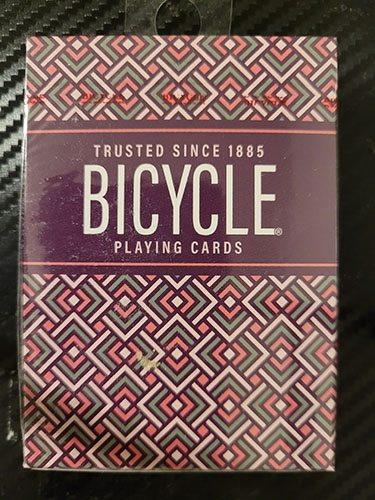 TRUSTED SINCE 1885
BICYCLE®
PLAYING CARDS